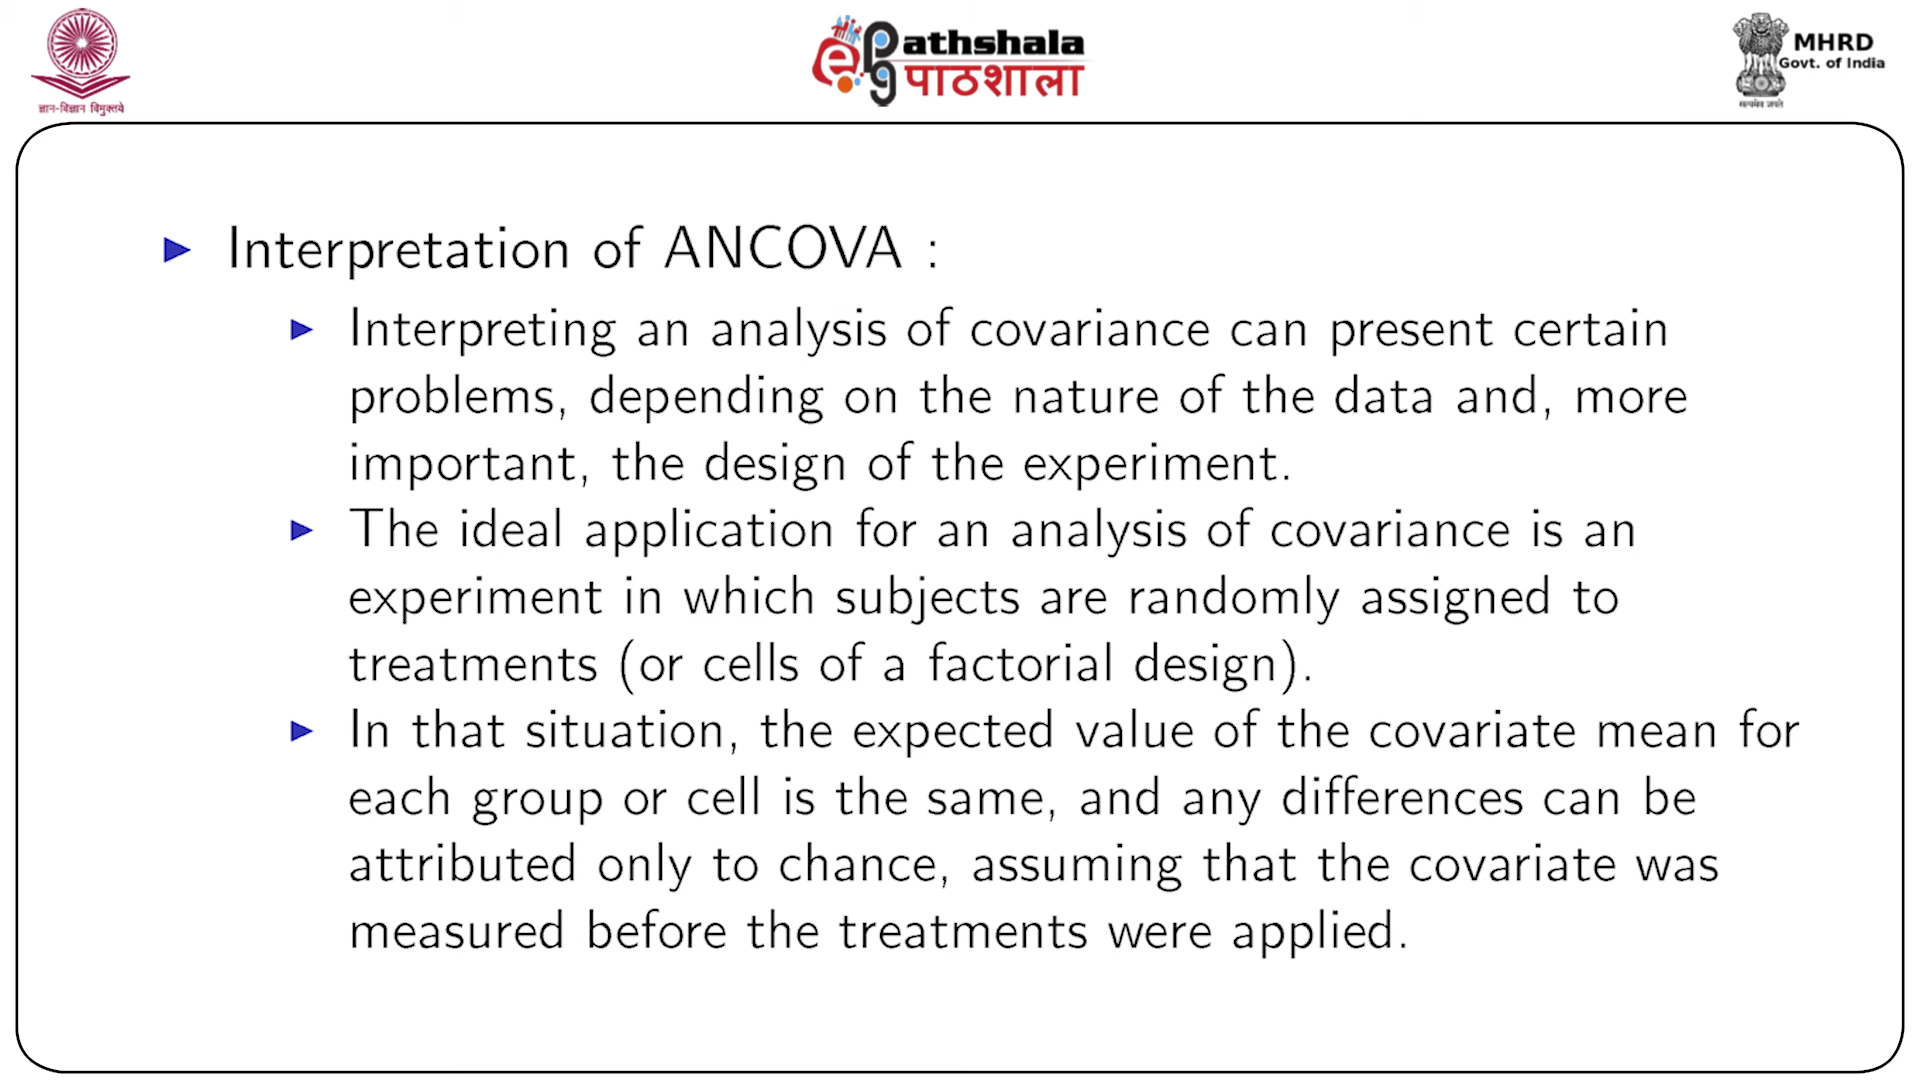 ज्ञान-विज्ञान विमुक्तये
ePg Pathshala
पाठशाला
MHRD
Govt. of India
सत्यमेव जयते
Interpretation of ANCOVA :
Interpreting an analysis of covariance can present certain
problems, depending on the nature of the data and, more
important, the design of the experiment.
The ideal application for an analysis of covariance is an
experiment in which subjects are randomly assigned to
treatments (or cells of a factorial design).
In that situation, the expected value of the covariate mean for
each group or cell is the same, and any differences can be
attributed only to chance, assuming that the covariate was
measured before the treatments were applied.